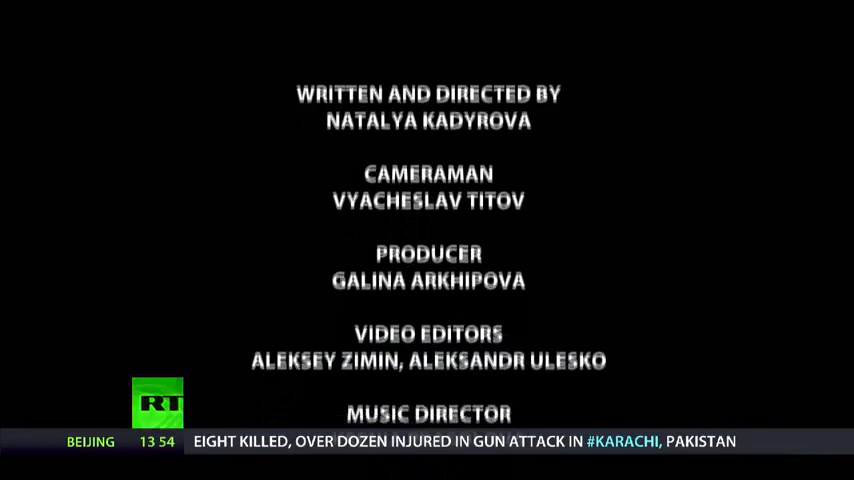 WRITTEN AND DIRECTED BY
NATALYA KADYROVA
CAMERAMAN
VYACHESLAV TITOV
PRODUCER
GALINA ARKHIPOVA
VIDEO EDITORS
ALEKSEY ZIMIN, ALEKSANDR ULESKO
MUSIC DIRECTOR
RT
BEIJING 13 54 EIGHT KILLED, OVER DOZEN INJURED IN GUN ATTACK IN #KARACHI, PAKISTAN